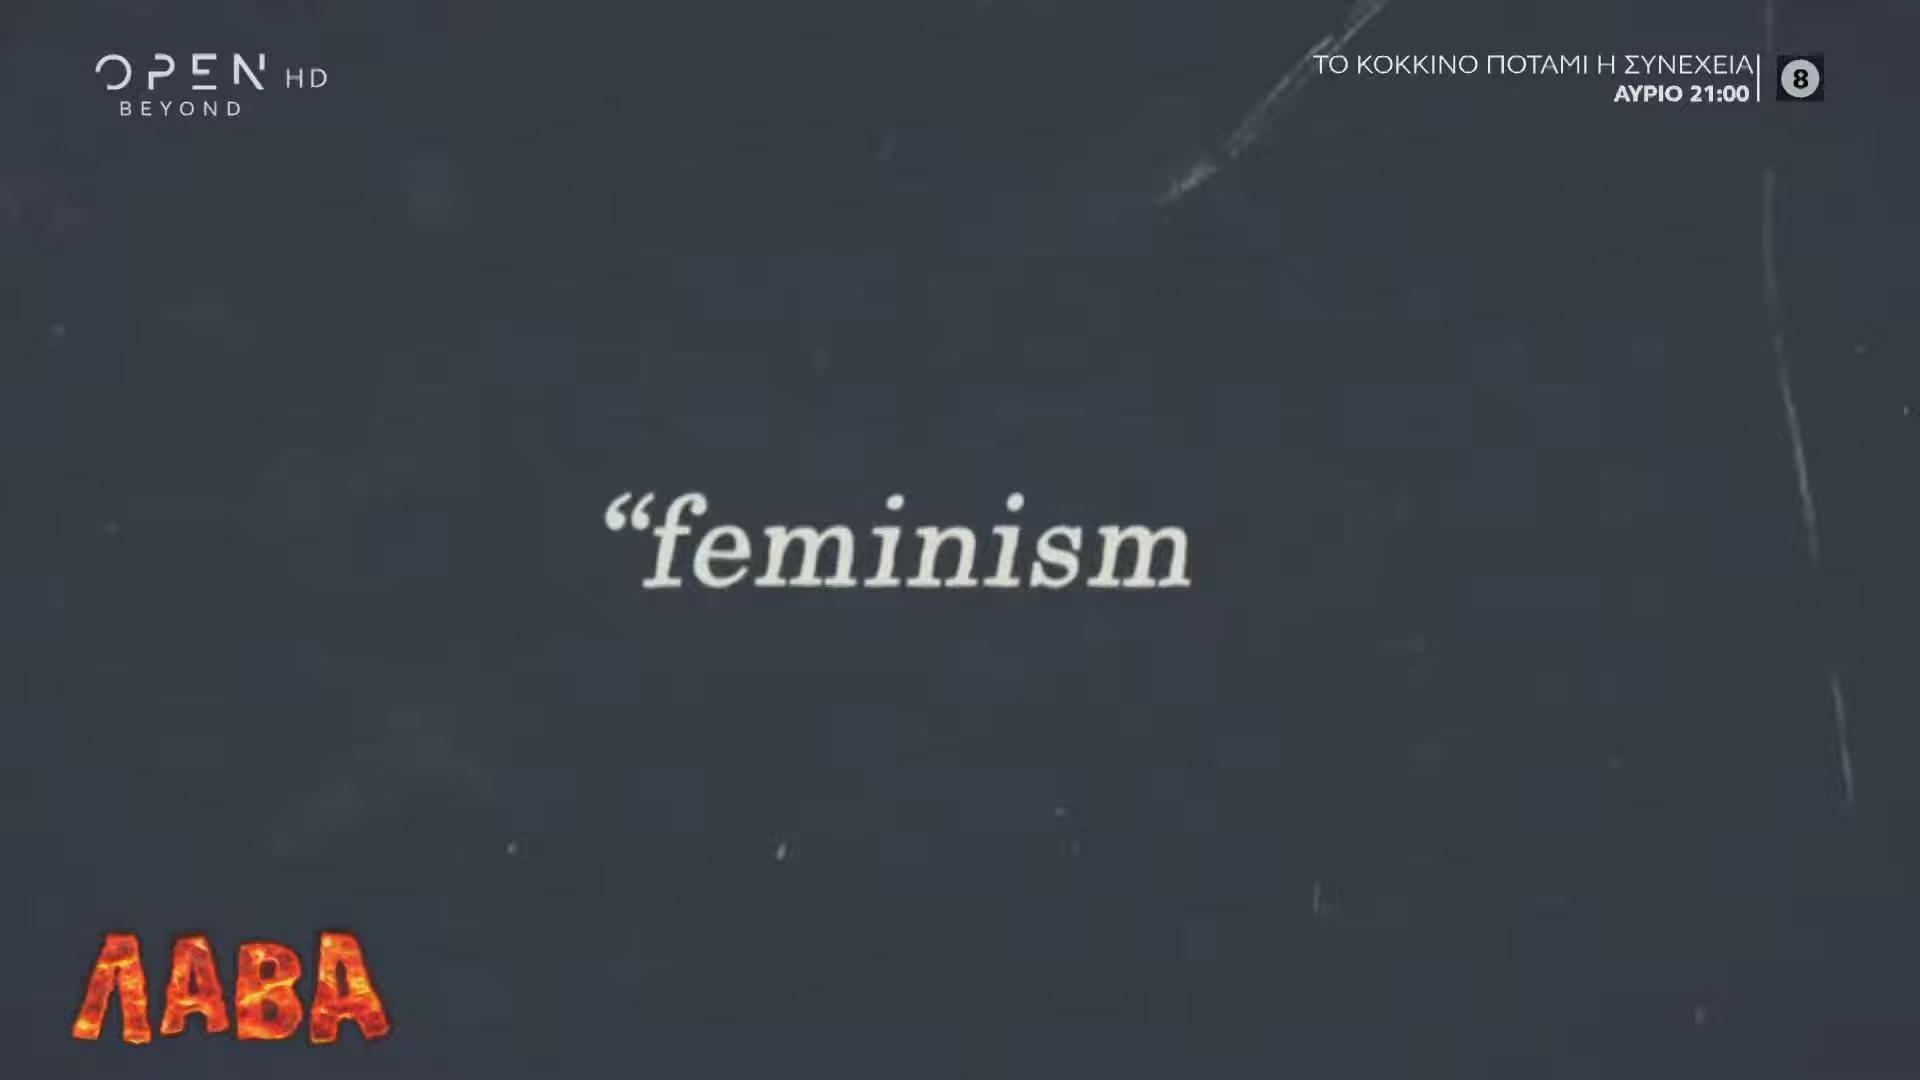 OPEN HD
BEYOND
ΤΟ ΚΟΚΚΙΝΟ ΠΟΤΑΜΙ Η ΣΥΝΕΧΕΙΑ
ΑΥΡΙΟ 21:00
8
“feminism
ΛΑΒΑ